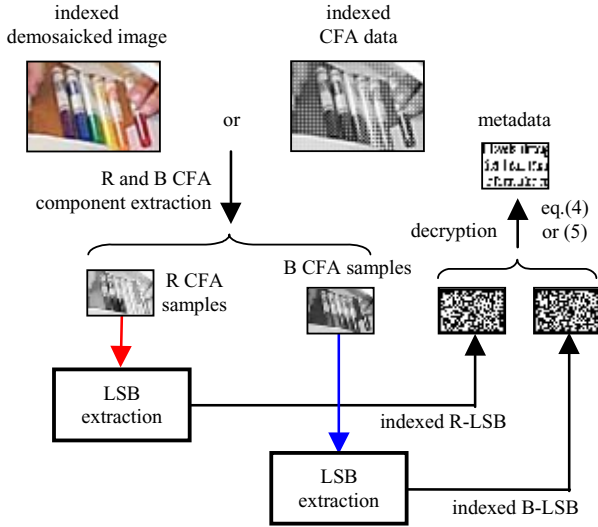 indexed
demosaicked image
indexed
CFA data
or
metadata
R and B CFA
component extraction
decryption
eq.(4)
or (5)
R CFA
samples
B CFA samples
LSB
extraction
indexed R-LSB
LSB
extraction
indexed B-LSB